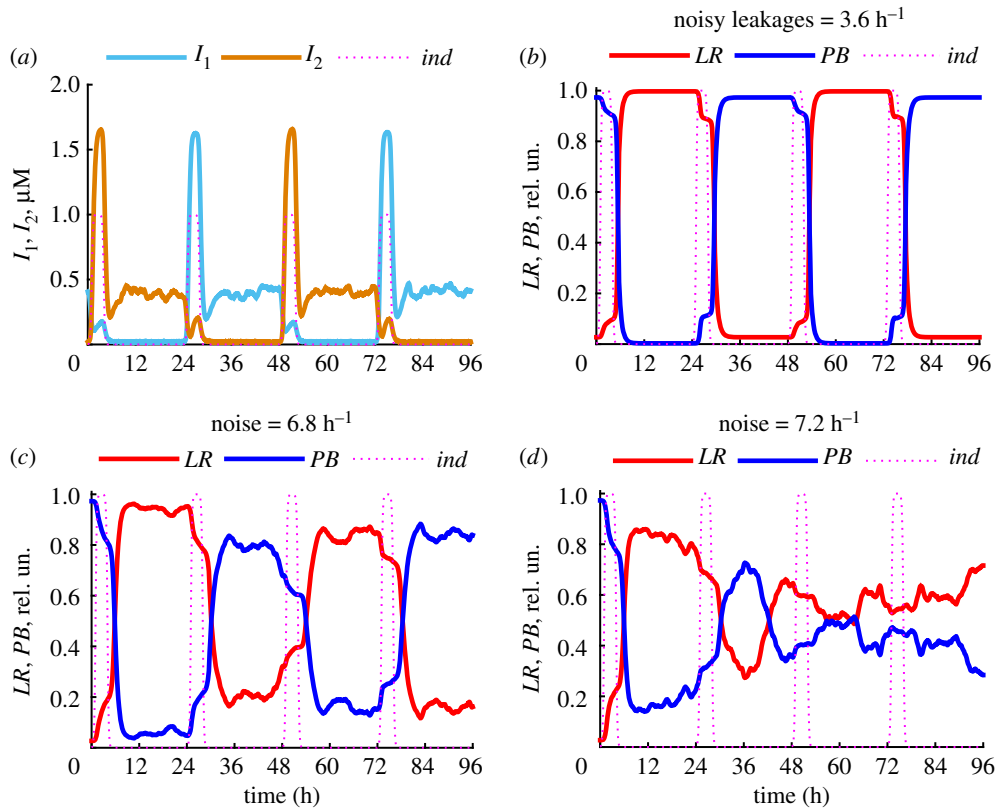 noisy leakages = 3.6 h⁻¹
(a) I₁ I₂ ind
(b) LR PB ind
2.0
1.5
1.0
0.5
I₁, I₂, µM
0 12 24 36 48 60 72 84 96
1.0
0.8
0.6
0.4
0.2
LR, PB, rel. un.
0 12 24 36 48 60 72 84 96
noise = 6.8 h⁻¹
noise = 7.2 h⁻¹
(c) LR PB ind
(d) LR PB ind
1.0
0.8
0.6
0.4
0.2
LR, PB, rel. un.
0 12 24 36 48 60 72 84 96
time (h)
1.0
0.8
0.6
0.4
0.2
LR, PB, rel. un.
0 12 24 36 48 60 72 84 96
time (h)